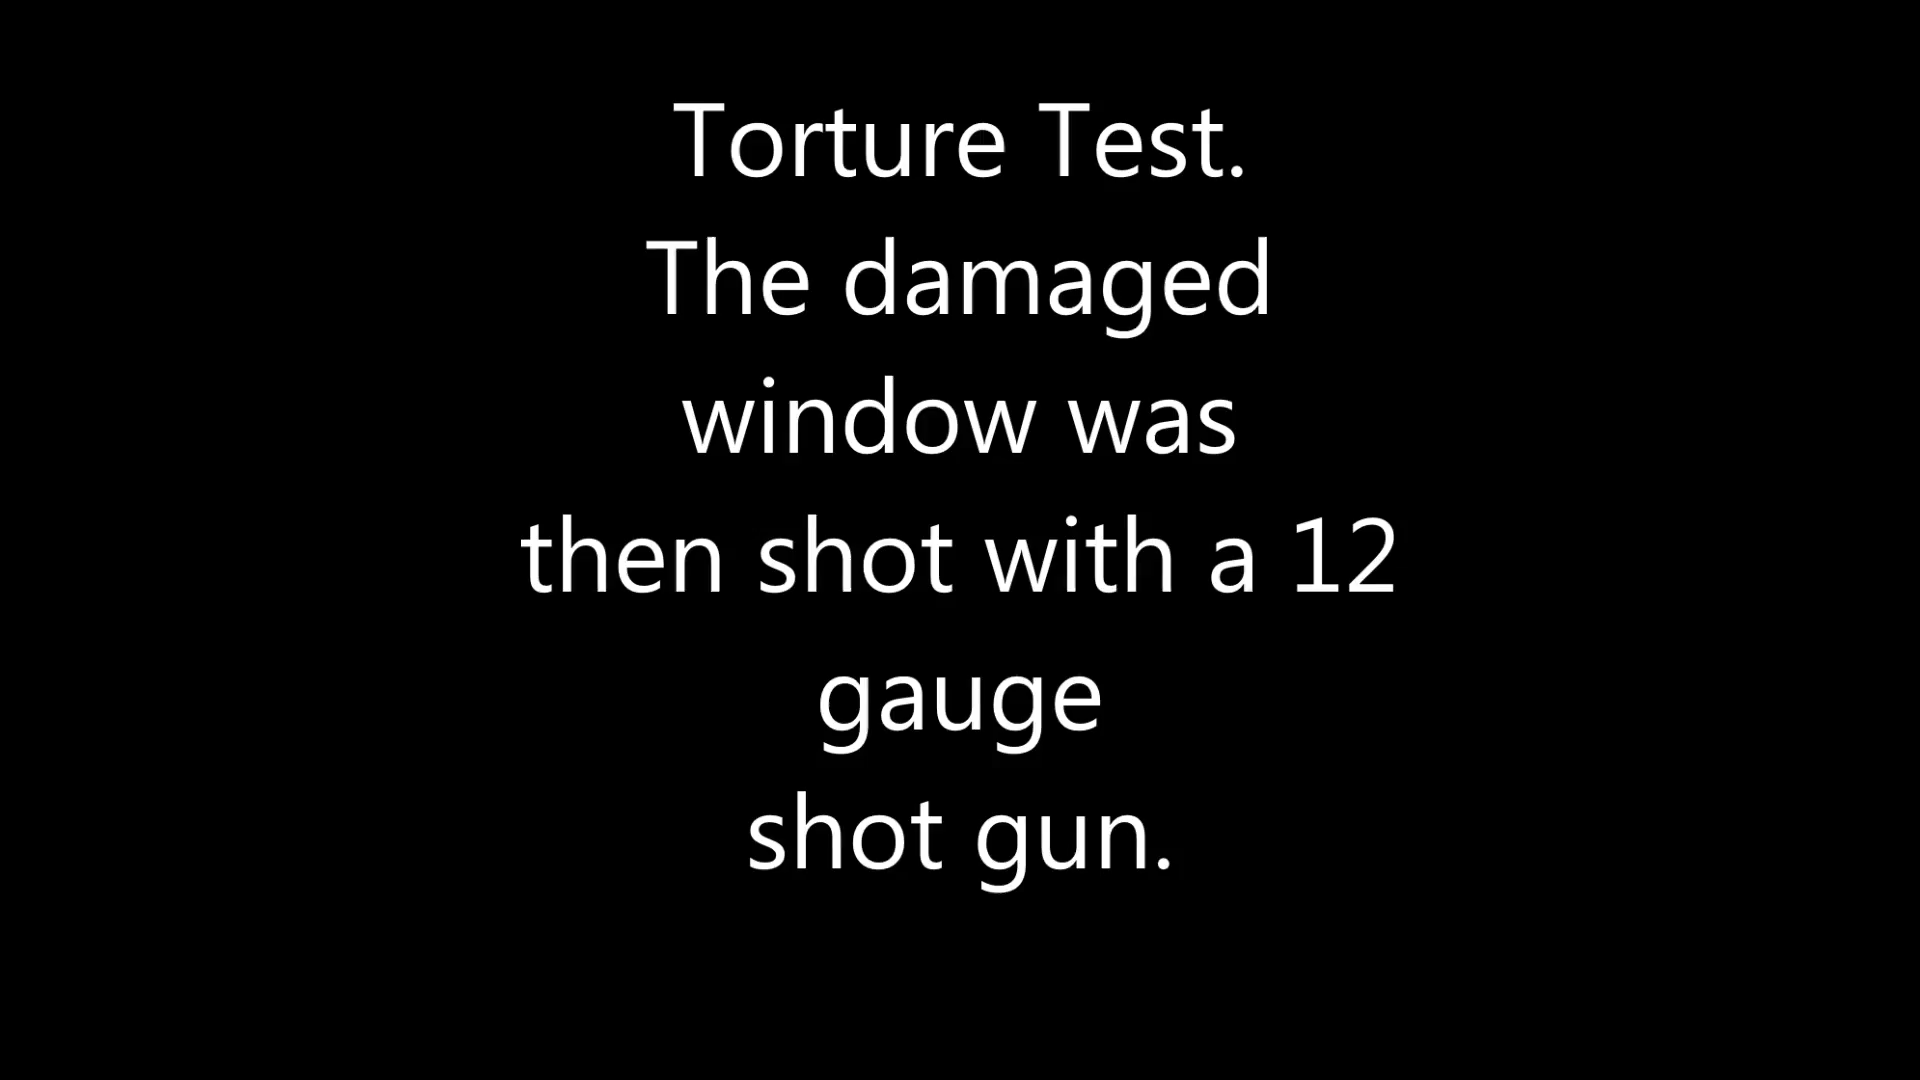 Torture Test.
The damaged
window was
then shot with a 12
gauge
shot gun.